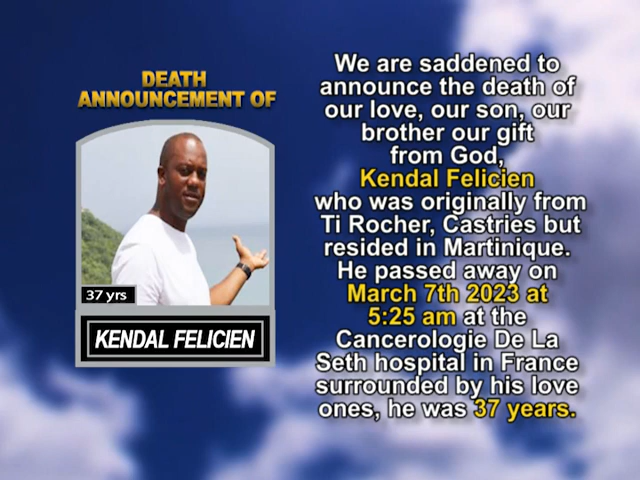 DEATH
ANNOUNCEMENT OF
37 yrs
KENDAL FELICIEN
We are saddened to
announce the death of
our love, our son, our
brother our gift
from God,
Kendal Felicien
who was originally from
Ti Rocher, Castries but
resided in Martinique.
He passed away on
March 7th 2023 at
5:25 am at the
Cancerologie De La
Seth hospital in France
surrounded by his love
ones, he was 37 years.